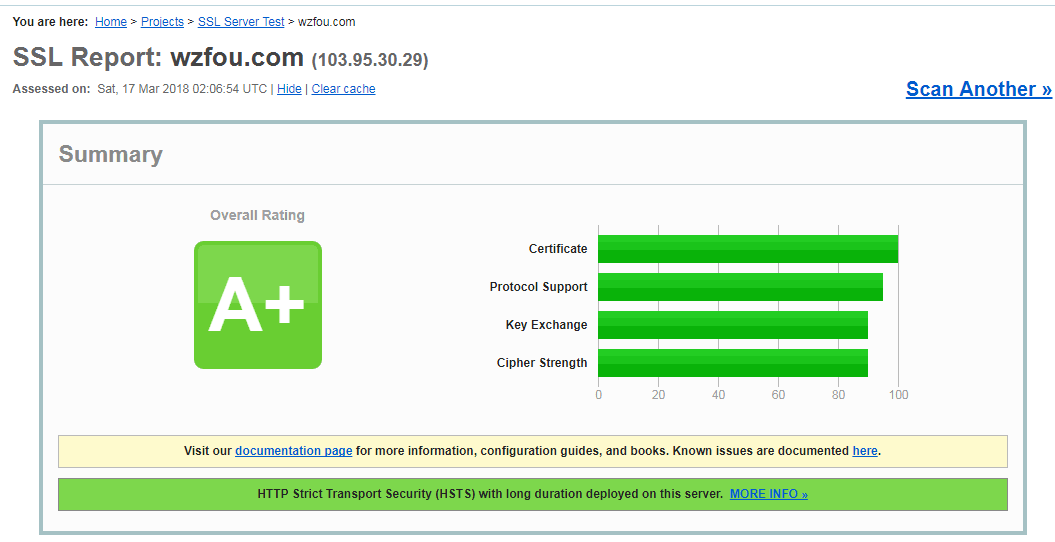 You are here: Home > Projects > SSL Server Test > wzfou.com
SSL Report: wzfou.com (103.95.30.29)
Assessed on: Sat, 17 Mar 2018 02:06:54 UTC | Hide | Clear cache
Scan Another »
Summary
Overall Rating
A+
Certificate
Protocol Support
Key Exchange
Cipher Strength
0 20 40 60 80 100
Visit our documentation page for more information, configuration guides, and books. Known issues are documented here.
HTTP Strict Transport Security (HSTS) with long duration deployed on this server. MORE INFO »